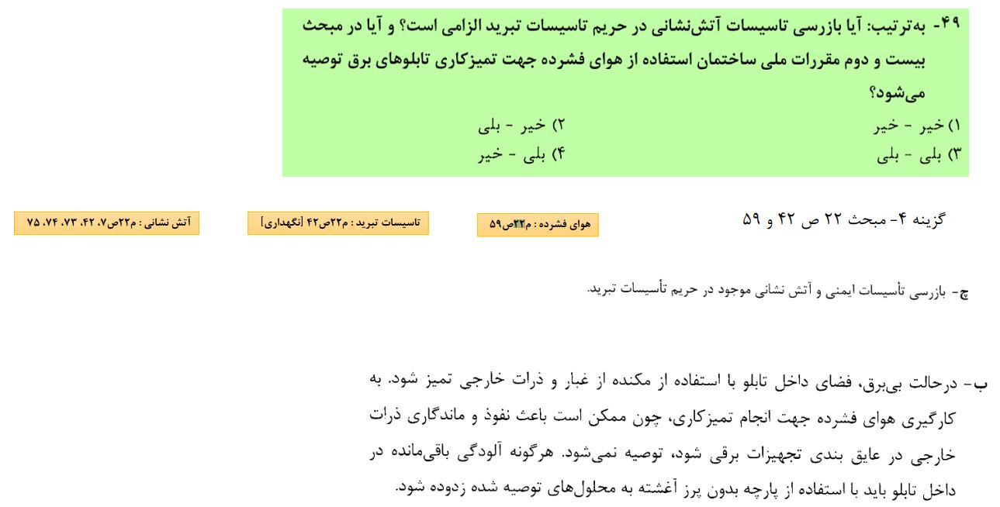 ۴۹- به‌ترتیب: آیا بازرسی تاسیسات آتش‌نشانی در حریم تاسیسات تبرید الزامی است؟ و آیا در مبحث
بیست و دوم مقررات ملی ساختمان استفاده از هوای فشرده جهت تمیزکاری تابلوهای برق توصیه
می‌شود؟
۱) خیر - خیر
۲) خیر - بلی
۳) بلی - بلی
۴) بلی - خیر
گزینه ۴- مبحث ۲۲ ص ۴۲ و ۵۹
هوای فشرده : م۲۲ص۵۹
تاسیسات تبرید : م۲۲ص۴۲ [نگهداری]
آتش نشانی : م۲۲ص۷، ۴۲، ۷۳، ۷۴، ۷۵
چ- بازرسی تأسیسات ایمنی و آتش نشانی موجود در حریم تأسیسات تبرید.
ب- درحالت بی‌برق، فضای داخل تابلو با استفاده از مکنده از غبار و ذرات خارجی تمیز شود. به
کارگیری هوای فشرده جهت انجام تمیزکاری، چون ممکن است باعث نفوذ و ماندگاری ذرات
خارجی در عایق بندی تجهیزات برقی شود، توصیه نمی‌شود. هرگونه آلودگی باقی‌مانده در
داخل تابلو باید با استفاده از پارچه بدون پرز آغشته به محلول‌های توصیه شده زدوده شود.